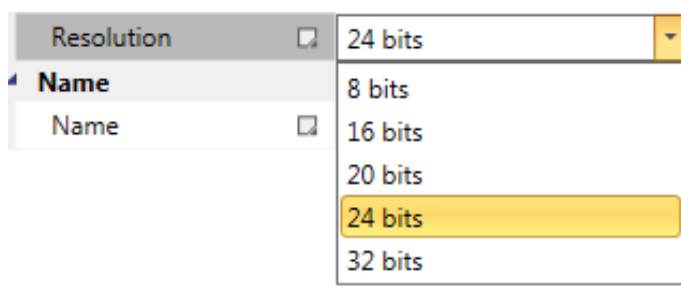 Resolution 24 bits
Name 8 bits
Name 16 bits
20 bits
24 bits
32 bits